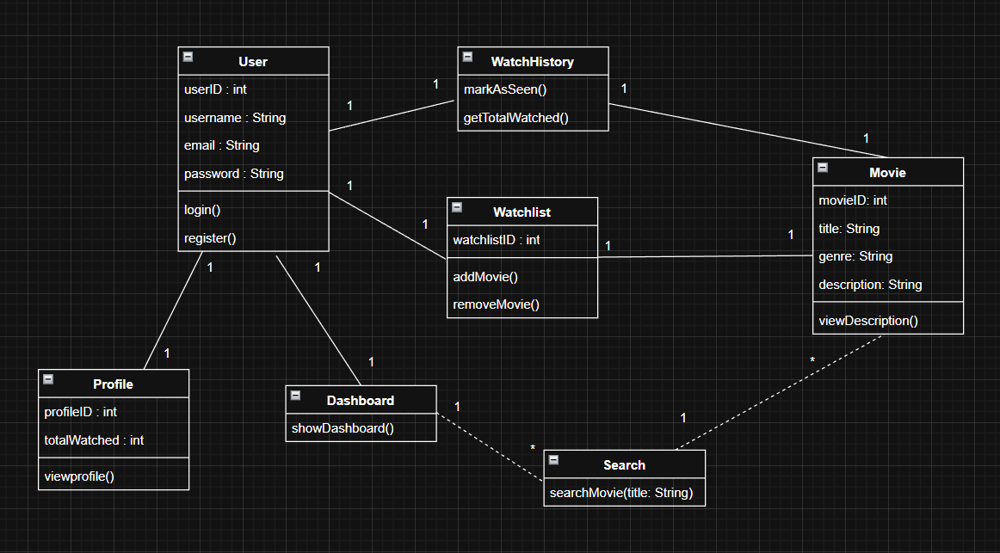 User
userID : int
username : String
email : String
password : String
login()
register()
1
1
WatchHistory
markAsSeen()
getTotalWatched()
1
1
1
1
Watchlist
watchlistID : int
addMovie()
removeMovie()
1
1
Movie
movieID: int
title: String
genre: String
description: String
viewDescription()
1
1
Profile
profileID : int
totalWatched : int
viewprofile()
1
1
Dashboard
showDashboard()
1
*
Search
searchMovie(title: String)
1
*